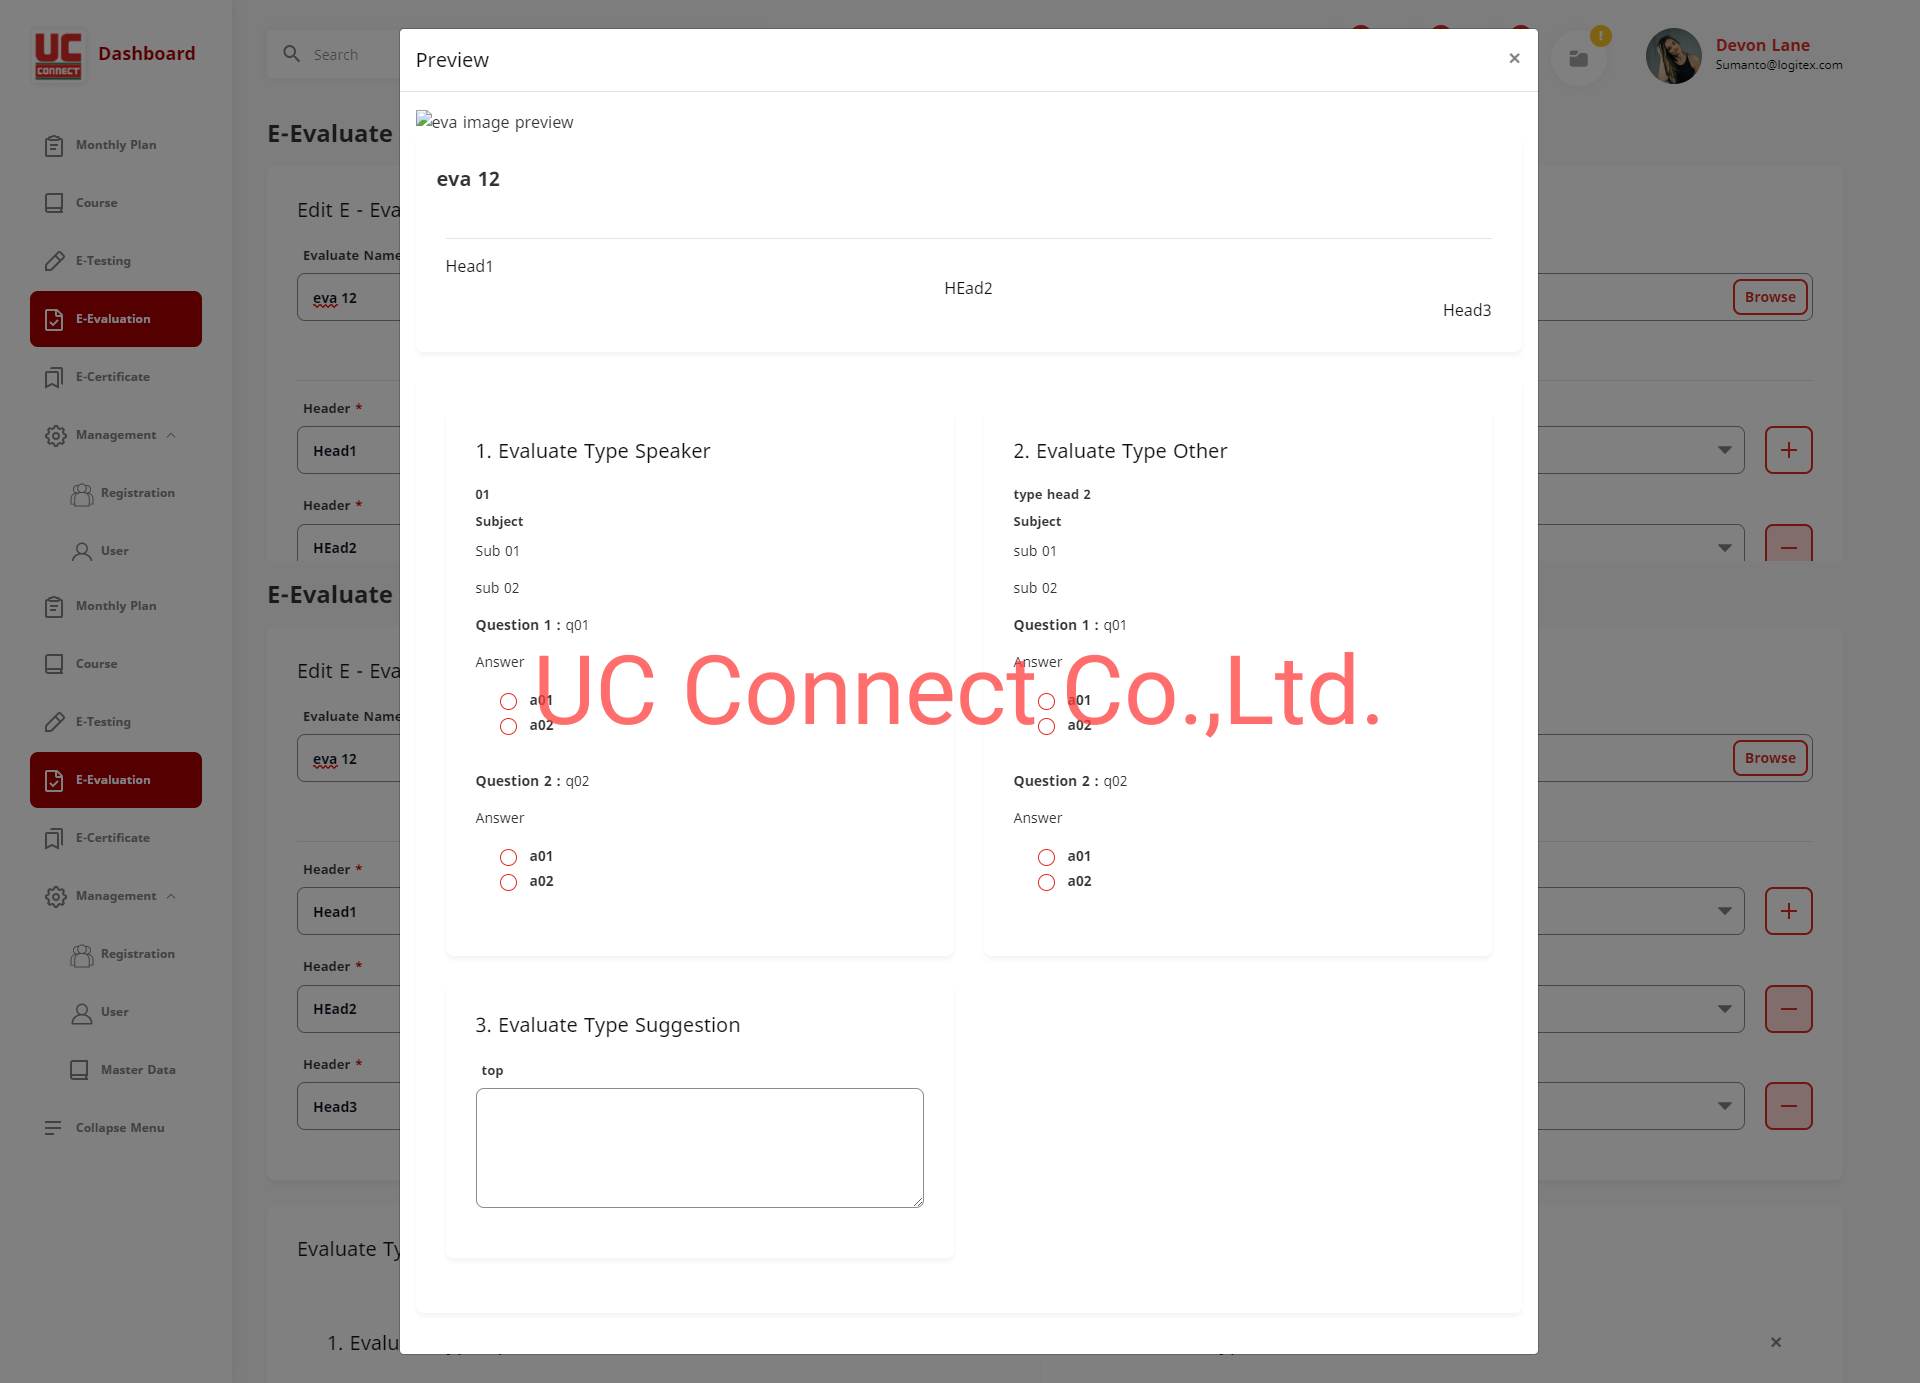 UC
CONNECT
Dashboard
Search
Devon Lane
Sumanto@logitex.com
!
Monthly Plan
Course
E-Testing
E-Evaluation
E-Certificate
Management
Registration
User
Monthly Plan
Course
E-Testing
E-Evaluation
E-Certificate
Management
Registration
User
Master Data
Collapse Menu
E-Evaluate
Edit E - Eva
Evaluate Name
eva 12
Browse
Header *
Head1
Header *
HEad2
E-Evaluate
Edit E - Eva
Evaluate Name
eva 12
Browse
Header *
Head1
Header *
HEad2
Header *
Head3
Evaluate Ty
1. Evalu
Preview
×
eva image preview
eva 12
Head1
HEad2
Head3
1. Evaluate Type Speaker
01
Subject
Sub 01
sub 02
Question 1 : q01
Answer
a01
a02
Question 2 : q02
Answer
a01
a02
2. Evaluate Type Other
type head 2
Subject
sub 01
sub 02
Question 1 : q01
Answer
a01
a02
Question 2 : q02
Answer
a01
a02
3. Evaluate Type Suggestion
top
UC Connect Co.,Ltd.
×